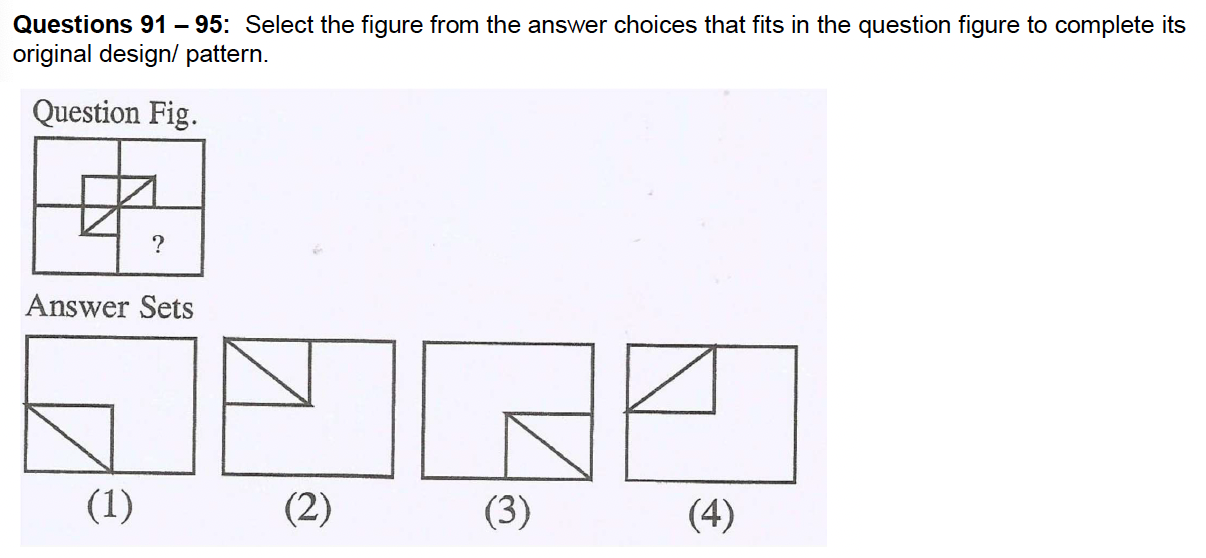 Questions 91 – 95: Select the figure from the answer choices that fits in the question figure to complete its
original design/ pattern.
Question Fig.
?
Answer Sets
(1) (2) (3) (4)